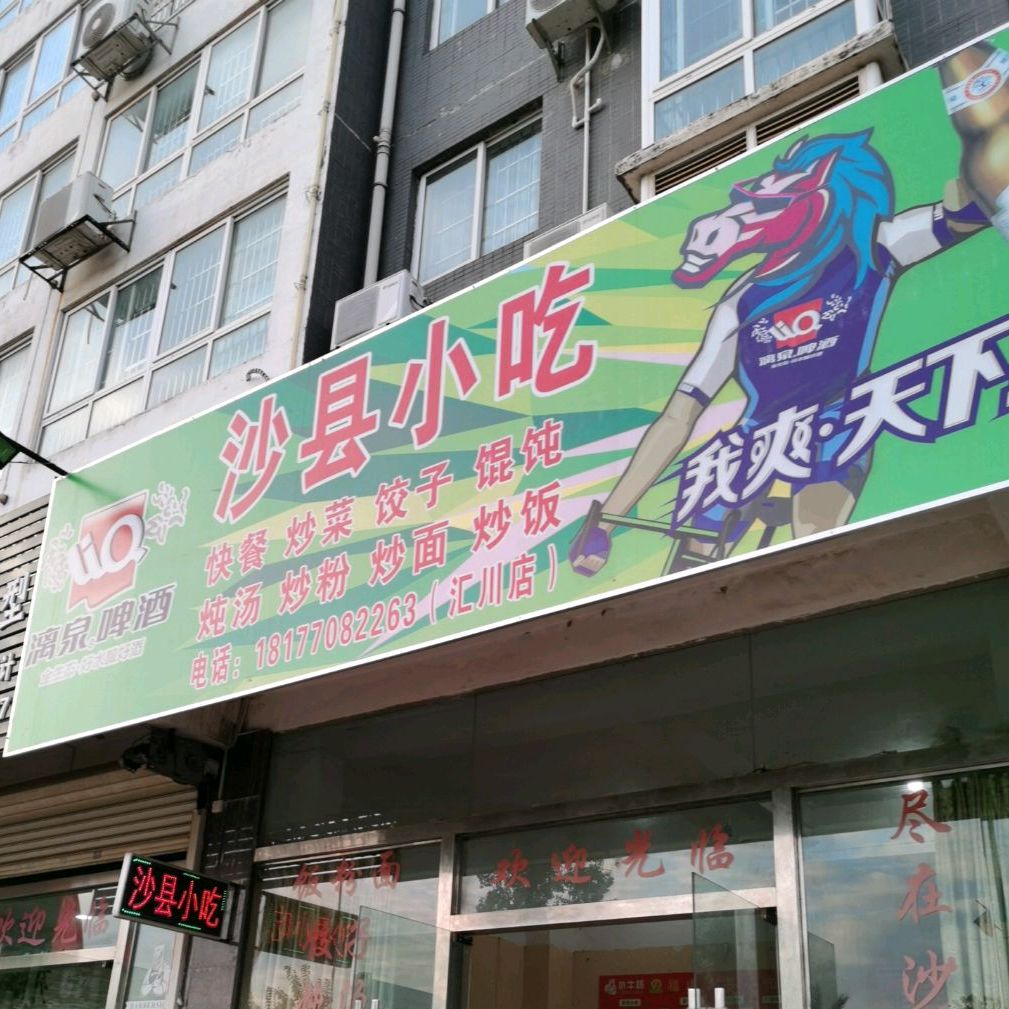 沙县小吃
快餐 炒菜 饺子 馄饨
炖汤 炒粉 炒面 炒饭
电话：18177082263（汇川店）
LiQ
漓泉啤酒
LiQ
漓泉啤酒
我爽·天下
沙县小吃
欢迎光临
欢迎光临
尽在沙